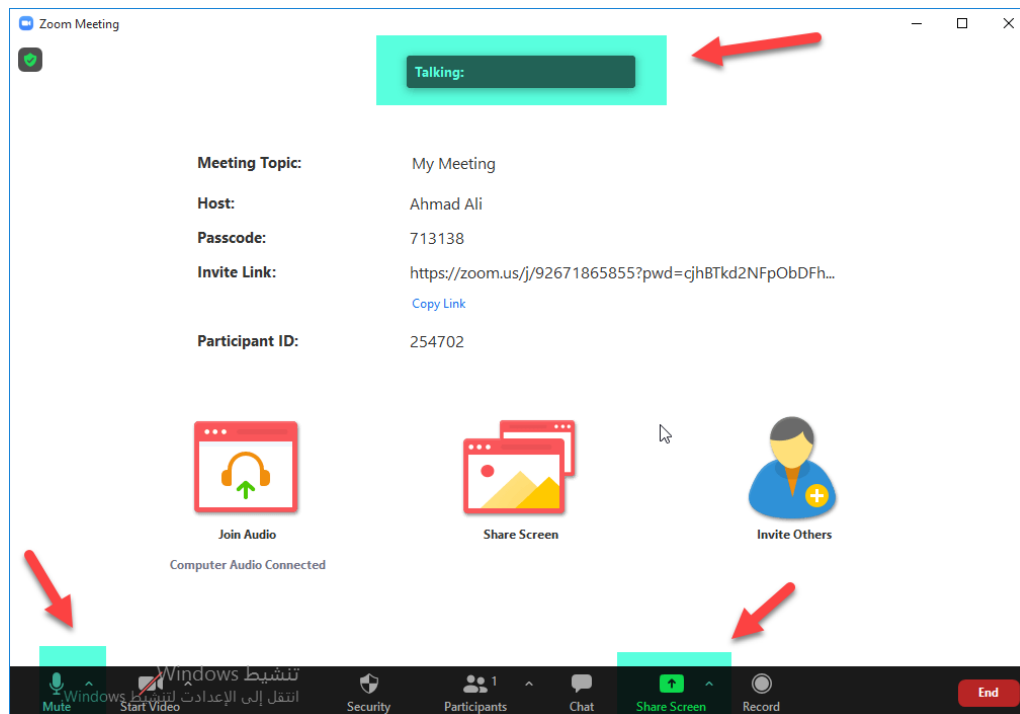 Zoom Meeting
Talking:
Meeting Topic: My Meeting
Host: Ahmad Ali
Passcode: 713138
Invite Link: https://zoom.us/j/92671865855?pwd=cjhBTkd2NFpObDFh...
Copy Link
Participant ID: 254702
Join Audio Share Screen Invite Others
Computer Audio Connected
تنشيط Windows
انتقل إلى الإعدادت لتنشيط Windows
1
Mute Start Video Security Participants Chat Share Screen Record End